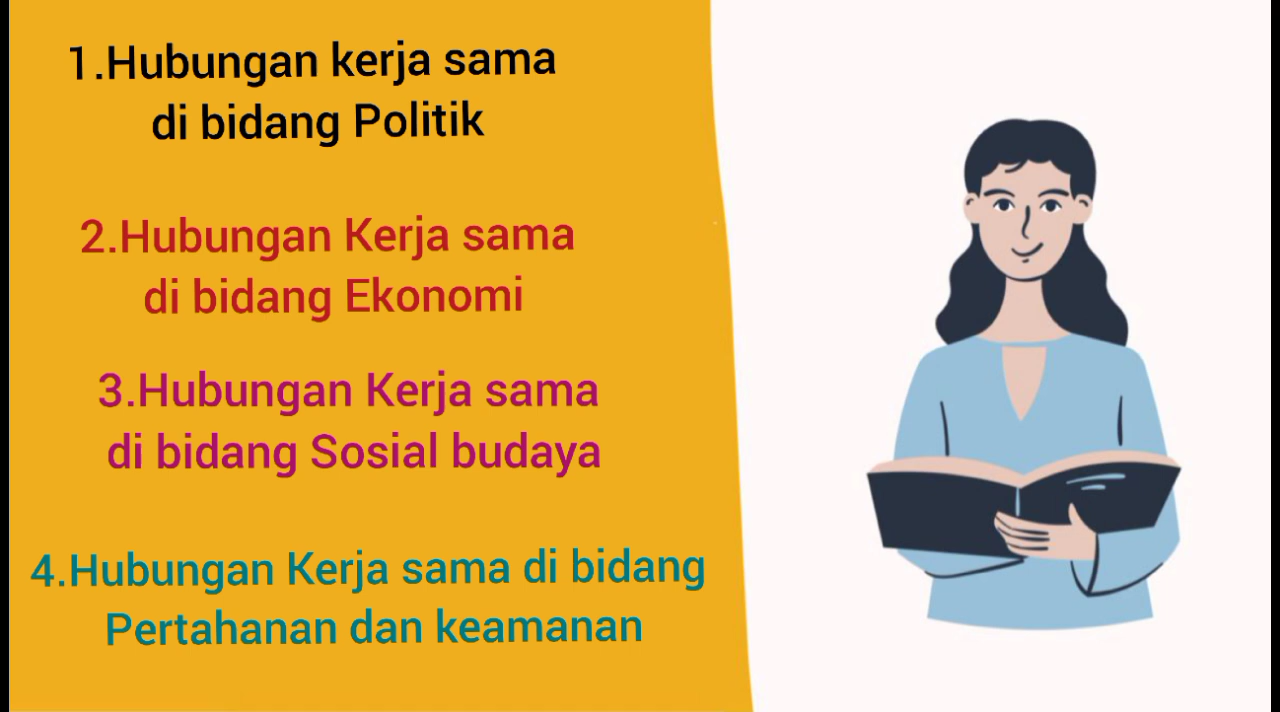 1.Hubungan kerja sama
di bidang Politik
2.Hubungan Kerja sama
di bidang Ekonomi
3.Hubungan Kerja sama
di bidang Sosial budaya
4.Hubungan Kerja sama di bidang
Pertahanan dan keamanan